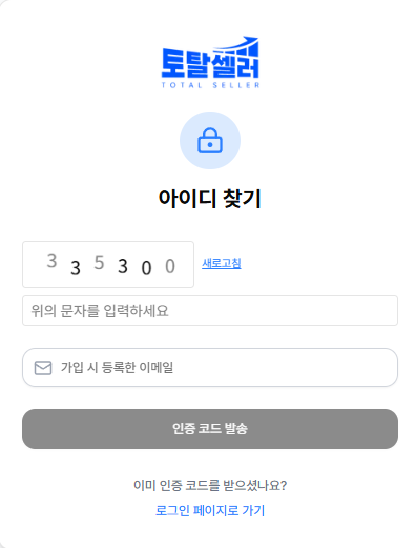 토탈셀러
TOTAL SELLER
아이디 찾기
3 3 5 3 0 0 새로고침
위의 문자를 입력하세요
가입 시 등록한 이메일
인증 코드 발송
이미 인증 코드를 받으셨나요?
로그인 페이지로 가기